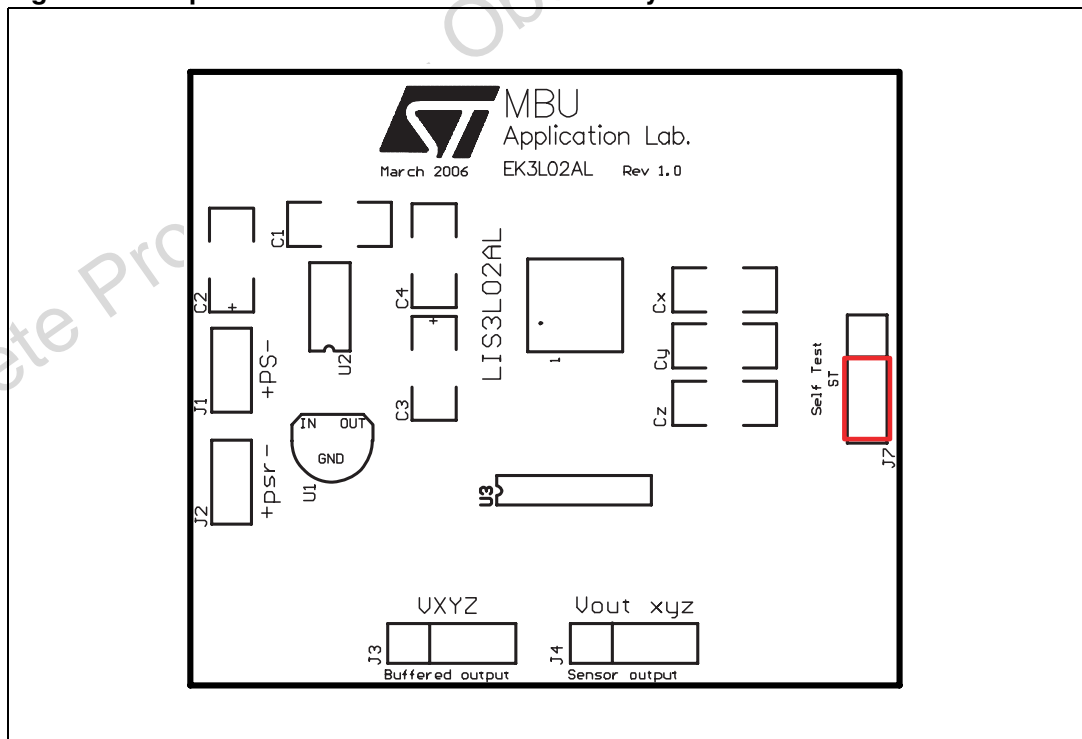 MBU
Application Lab.
March 2006 EK3L02AL Rev 1.0
C1
C2
+
C4
+
C3
LIS3L02AL
1
U2
Cx
Cy
Cz
Self Test
ST
J7
J1
+PS-
J2
+psr-
IN OUT
GND
U1
U3
VXYZ
J3
Buffered output
Vout xyz
J4
Sensor output